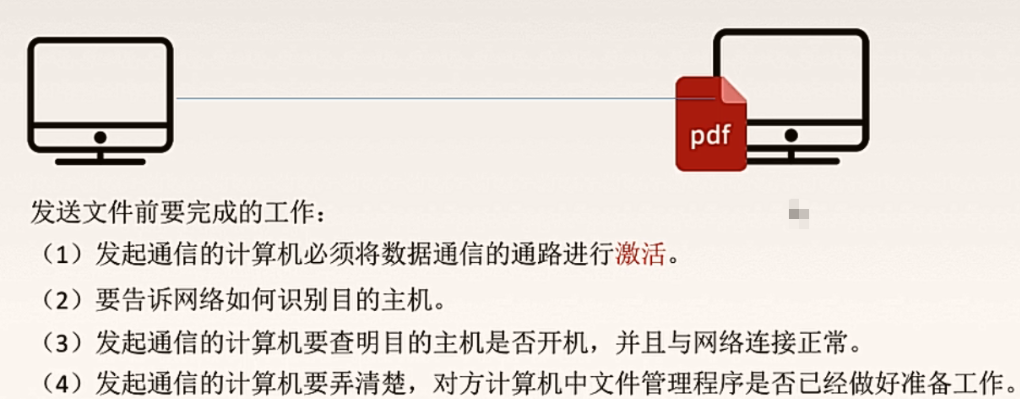 pdf
发送文件前要完成的工作：
（1）发起通信的计算机必须将数据通信的通路进行激活。
（2）要告诉网络如何识别目的主机。
（3）发起通信的计算机要查明目的主机是否开机，并且与网络连接正常。
（4）发起通信的计算机要弄清楚，对方计算机中文件管理程序是否已经做好准备工作。